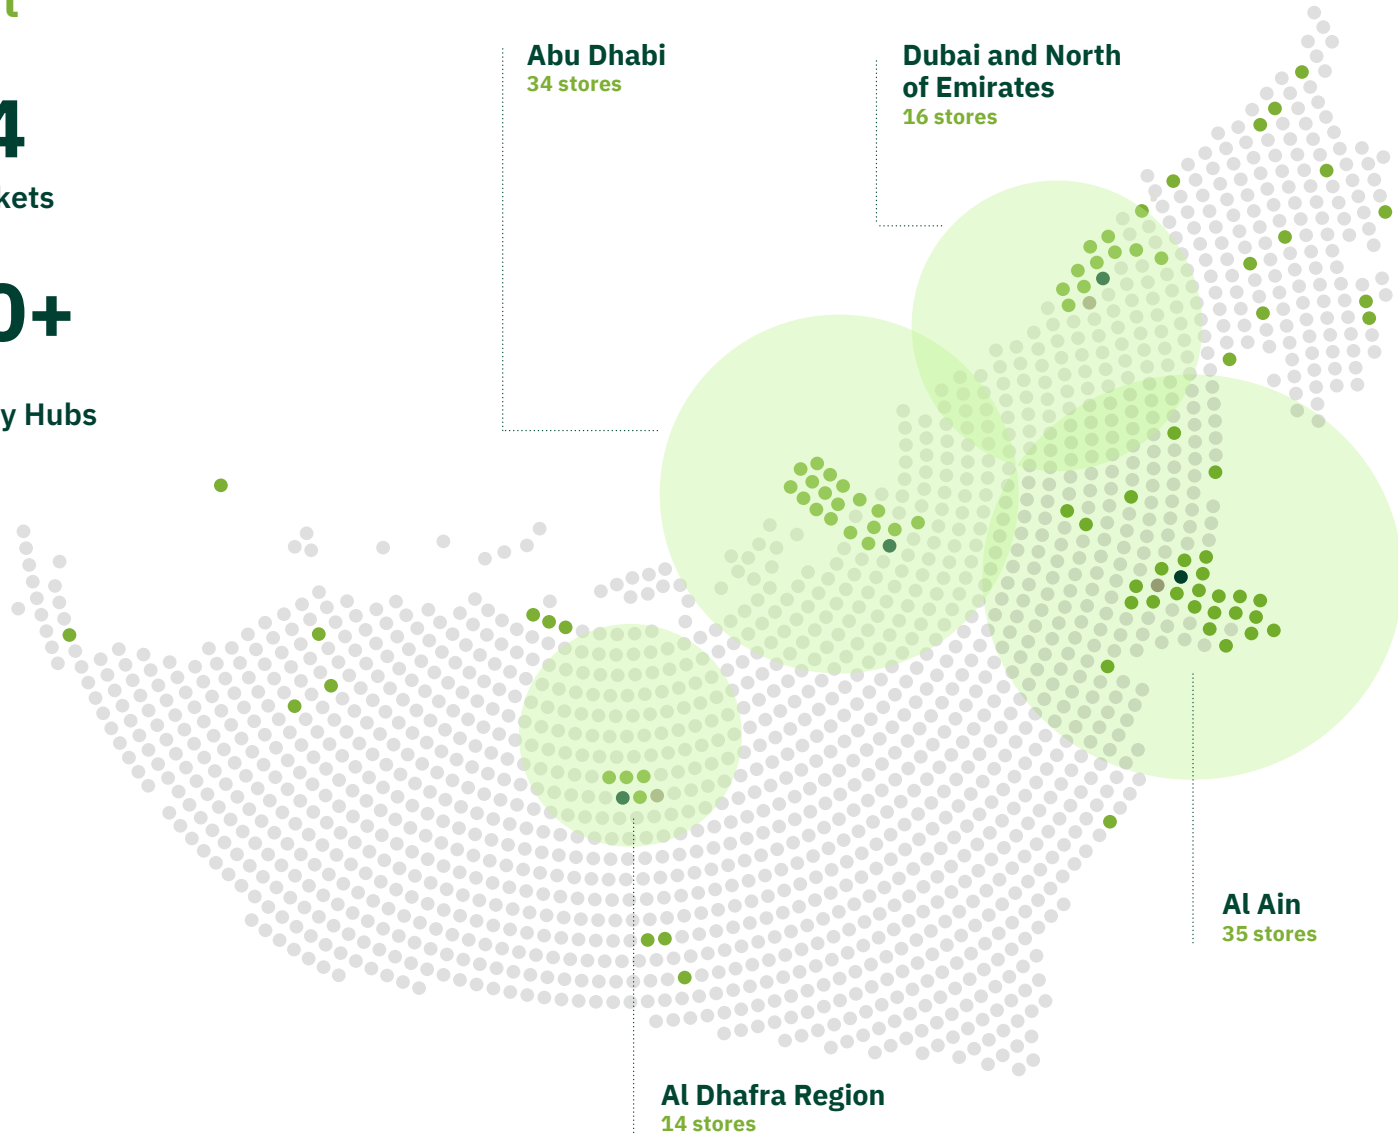 4
kets
0+
y Hubs
Abu Dhabi
34 stores
Dubai and North
of Emirates
16 stores
Al Ain
35 stores
Al Dhafra Region
14 stores